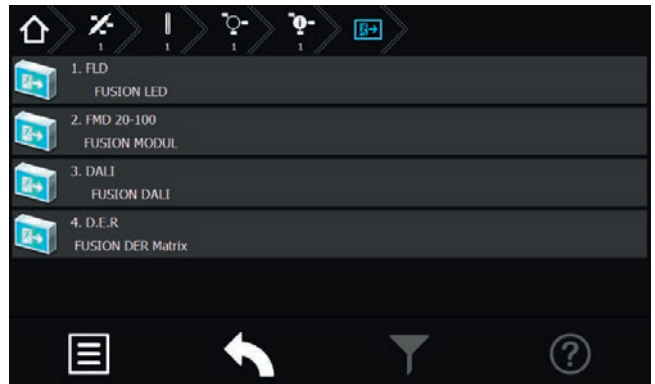 1
1
1
1
1. FLD
FUSION LED
2. FMD 20-100
FUSION MODUL
3. DALI
FUSION DALI
4. D.E.R
FUSION DER Matrix
?